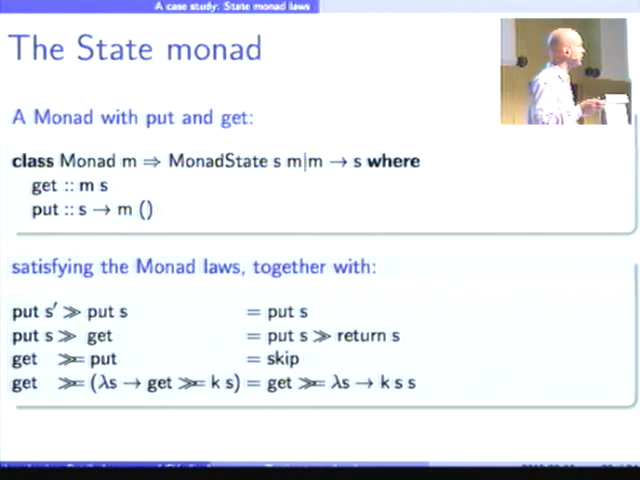 A case study: State monad laws
The State monad
A Monad with put and get:
class Monad m ⇒ MonadState s m|m → s where
get :: m s
put :: s → m ()
satisfying the Monad laws, together with:
put s′ ≫ put s = put s
put s ≫ get = put s ≫ return s
get ≫= put = skip
get ≫= (λs → get ≫= k s) = get ≫= λs → k s s